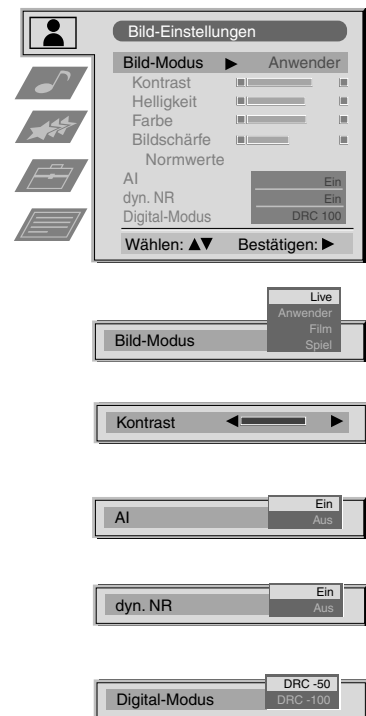 Bild-Einstellungen
Bild-Modus Anwender
Kontrast
Helligkeit
Farbe
Bildschärfe
Normwerte
AI Ein
dyn. NR Ein
Digital-Modus DRC 100
Wählen: ▲▼ Bestätigen: ▶
Live
Anwender
Film
Bild-Modus Spiel
Kontrast
Ein
AI Aus
Ein
dyn. NR Aus
DRC -50
Digital-Modus DRC -100